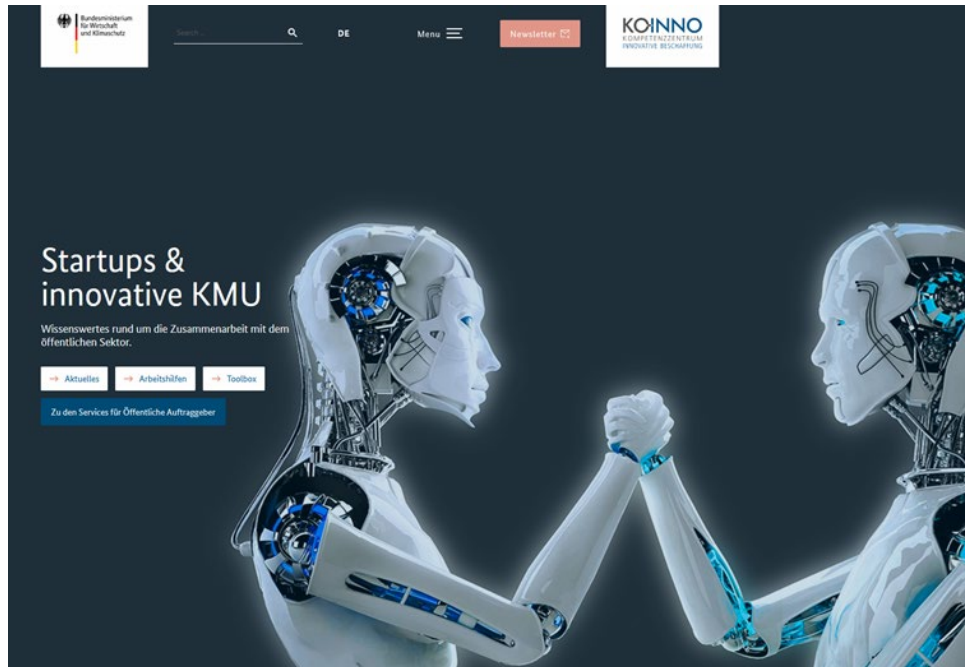 Bundesministerium
für Wirtschaft
und Klimaschutz
Search...
DE
Menu
Newsletter
KOINNO
KOMPETENZZENTRUM
INNOVATIVE BESCHAFFUNG
Startups &
innovative KMU
Wissenswertes rund um die Zusammenarbeit mit dem
öffentlichen Sektor.
→ Aktuelles
→ Arbeitshilfen
→ Toolbox
Zu den Services für Öffentliche Auftraggeber